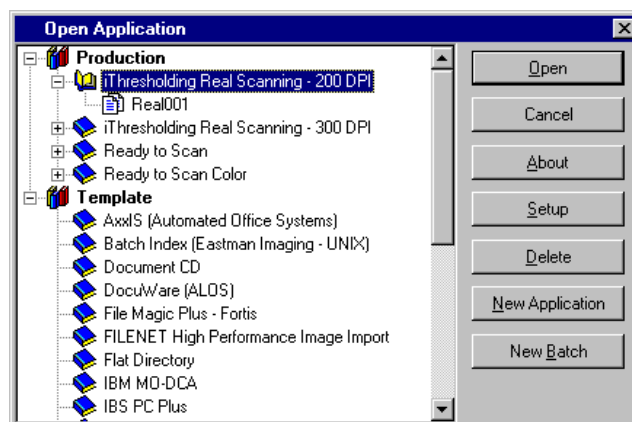 Open Application
Production
iThresholding Real Scanning - 200 DPI
Real001
iThresholding Real Scanning - 300 DPI
Ready to Scan
Ready to Scan Color
Template
AxxIS (Automated Office Systems)
Batch Index (Eastman Imaging - UNIX)
Document CD
DocuWare (ALOS)
File Magic Plus - Fortis
FILENET High Performance Image Import
Flat Directory
IBM MO-DCA
IBS PC Plus
Open
Cancel
About
Setup
Delete
New Application
New Batch